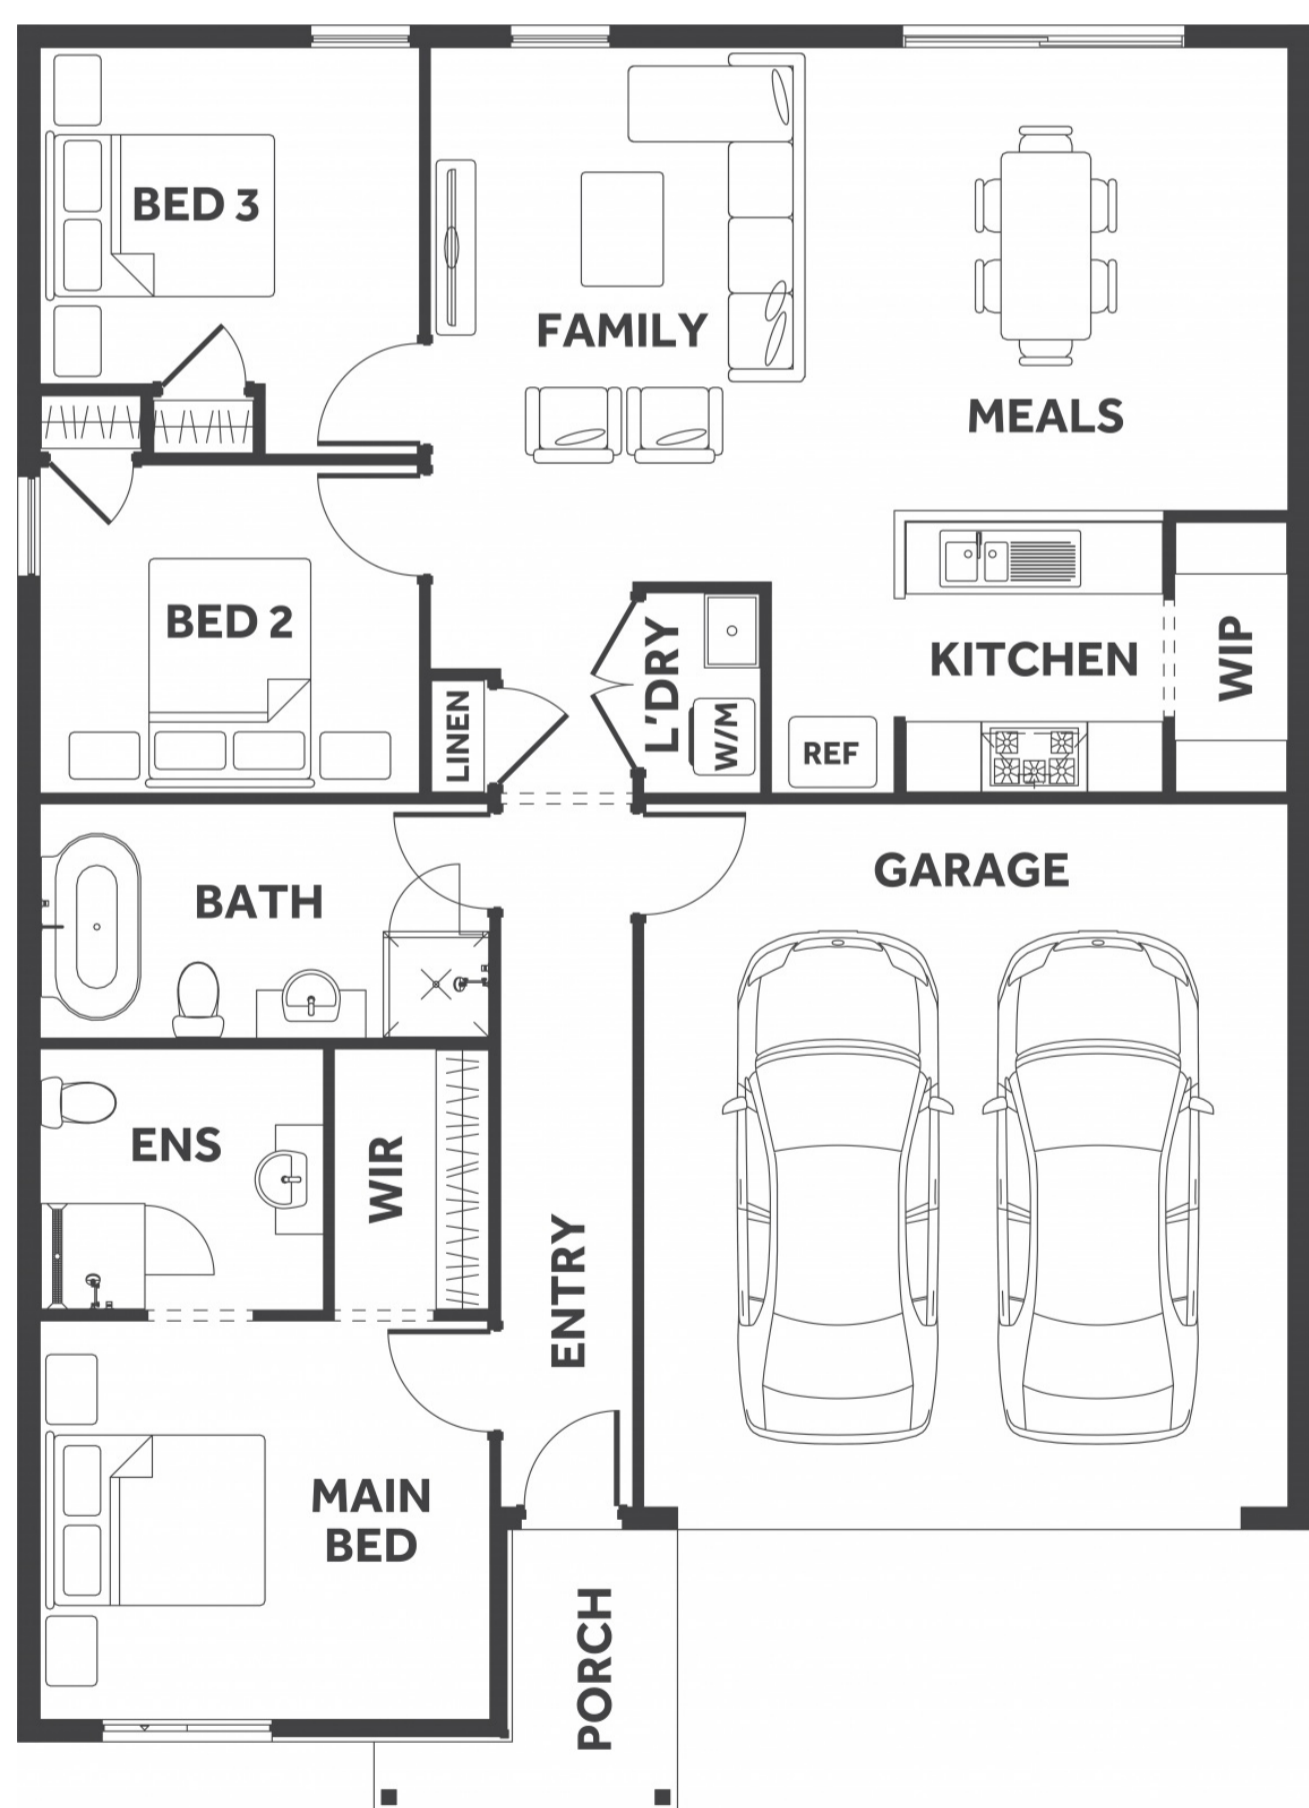 BED 3
FAMILY
MEALS
BED 2
LINEN
L'DRY
W/M
REF
KITCHEN
WIP
BATH
GARAGE
ENS
WIR
ENTRY
MAIN
BED
PORCH